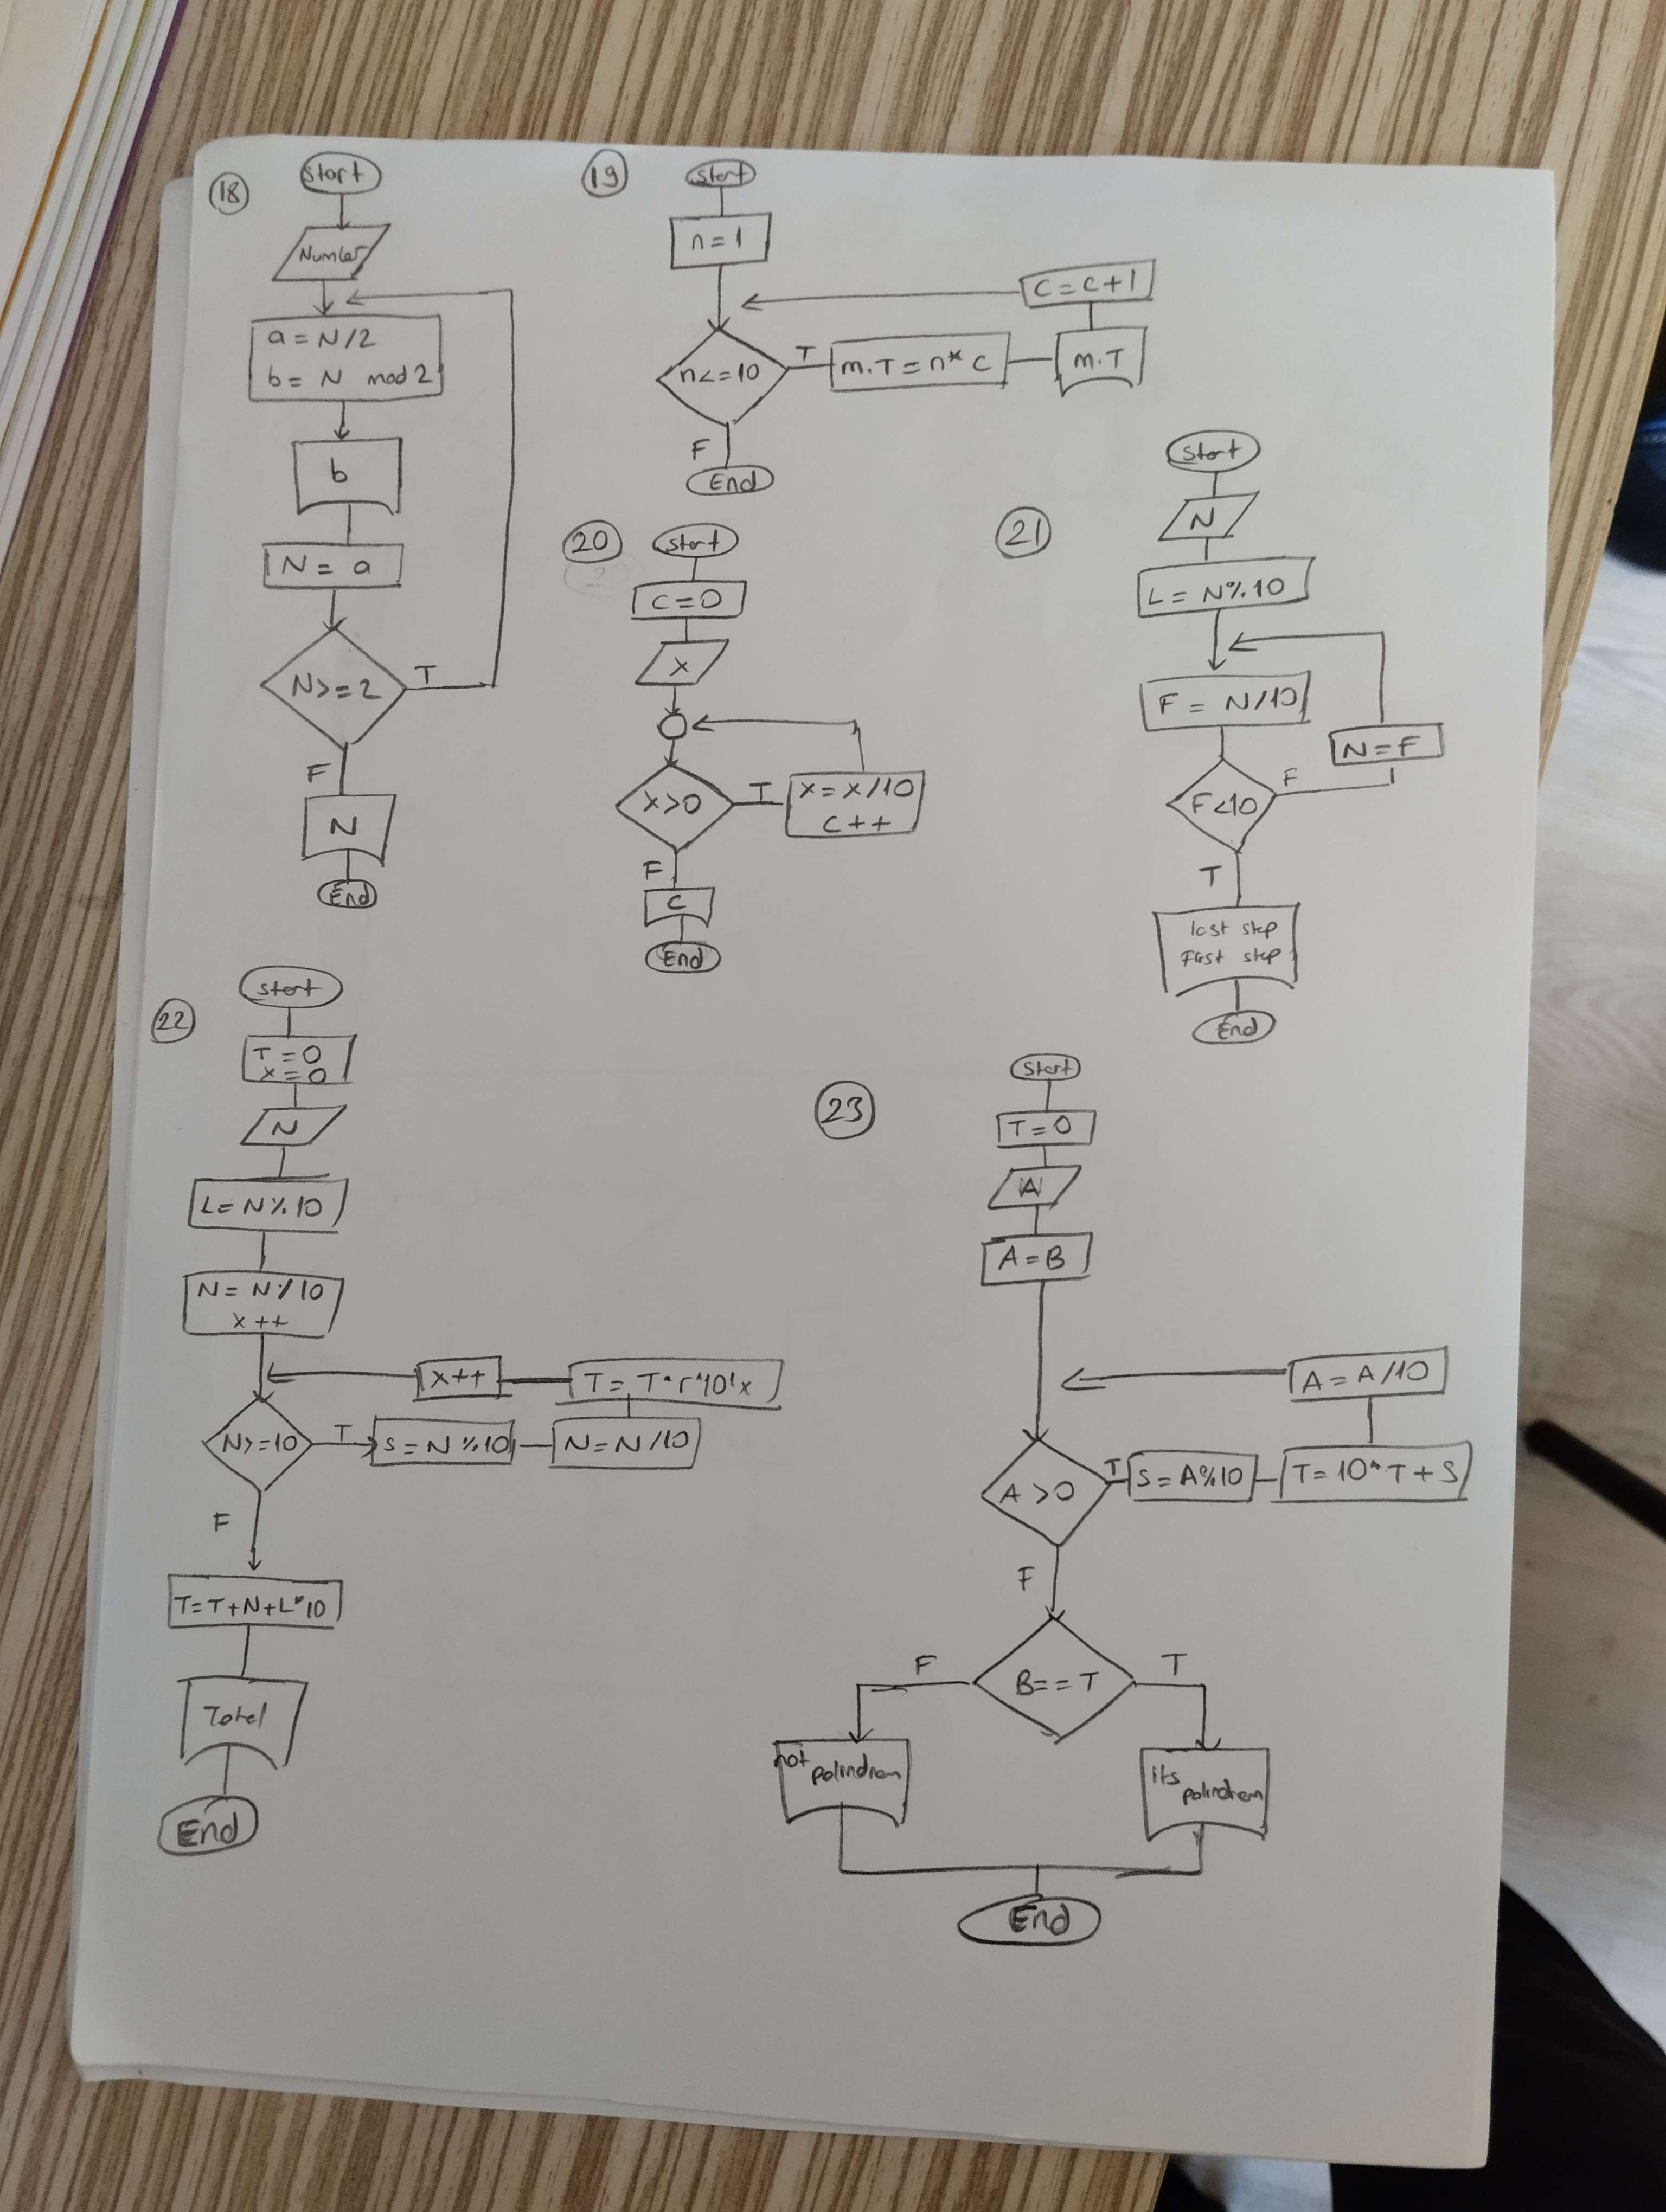 18
Start
Number
a = N/2
b = N mod 2
b
N = a
N>=2
T
F
N
End
19
Start
n=1
n<=10
T
m.T = n* c
m.T
c=c+1
F
End
20
Start
C=0
X
X>0
T
X=X/10
C++
F
C
End
21
Start
N
L = N%10
F = N/10
F<10
F
N=F
T
last step
First step
End
22
Start
T=0
X=0
N
L=N%10
X++
N>=10
T
S=N%10
N=N/10
X++
F
T=T+N+L*10
Total
End
23
Start
T=0
A
A=B
A>0
T
S=A%10
T=10*T+S
A=A/10
F
B==T
F
T
not
polindrom
its
polindrom
End